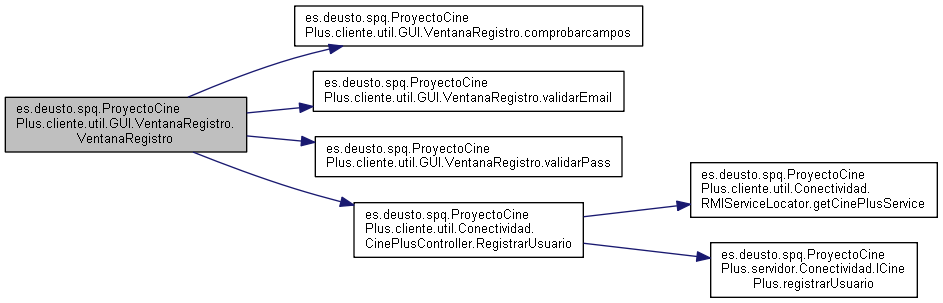 es.deusto.spq.ProyectoCine
Plus.cliente.util.GUI.VentanaRegistro.
VentanaRegistro
es.deusto.spq.ProyectoCine
Plus.cliente.util.GUI.VentanaRegistro.comprobarcampos
es.deusto.spq.ProyectoCine
Plus.cliente.util.GUI.VentanaRegistro.validarEmail
es.deusto.spq.ProyectoCine
Plus.cliente.util.GUI.VentanaRegistro.validarPass
es.deusto.spq.ProyectoCine
Plus.cliente.util.Conectividad.
CinePlusController.RegistrarUsuario
es.deusto.spq.ProyectoCine
Plus.cliente.util.Conectividad.
RMIServiceLocator.getCinePlusService
es.deusto.spq.ProyectoCine
Plus.servidor.Conectividad.ICine
Plus.registrarUsuario